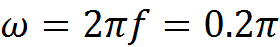 ω = 2πf = 0.2π